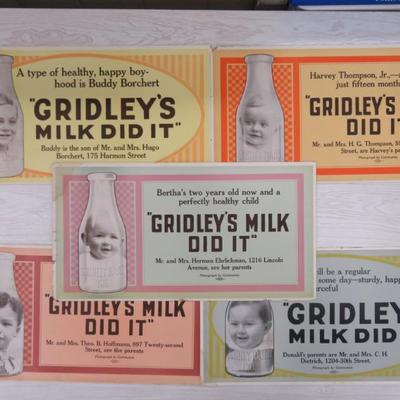 A type of healthy, happy boy-
hood is Buddy Borchert
"GRIDLEY'S
MILK DID IT"
Buddy is the son of Mr. and Mrs. Hugo
Borchert, 175 Harmon Street
Harvey Thompson, Jr.,
just fifteen month
"GRIDLEY'S
DID IT
Mr. and Mrs. H. G. Thompson,
Street, are Harvey's
Bertha's two years old now and a
perfectly healthy child
"GRIDLEY'S MILK
DID IT"
Mr. and Mrs. Herman Ehrlichman, 1216 Lincoln
Avenue, are her parents
"GRIDLEY'S MILK
DID IT"
Mr. and Mrs. Theo. B. Hoffmann, 897 Twenty-second
Street, are the parents
ill be a regular
some day—sturdy, happ
rceful
"GRIDLEY
MILK DID
Donald's parents are Mr. and Mrs. C. H.
Dietrich, 1204-30th Street.